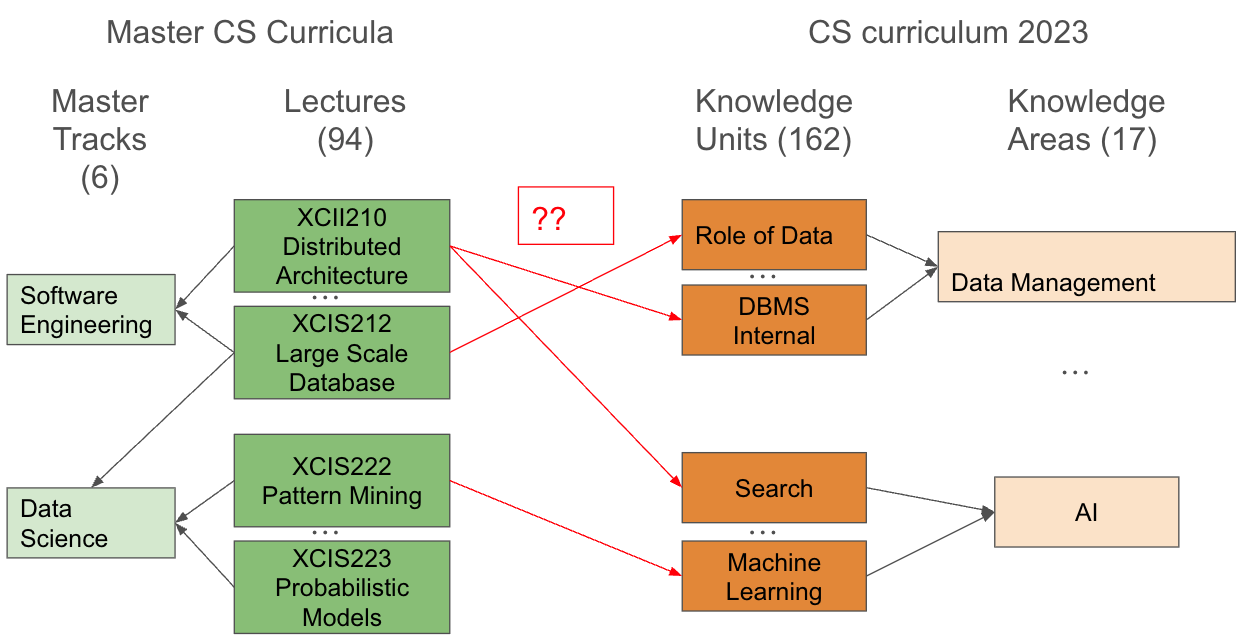 Master CS Curricula
CS curriculum 2023
Master
Tracks
(6)
Lectures
(94)
Knowledge
Units (162)
Knowledge
Areas (17)
??
XCII210
Distributed
Architecture
...
XCIS212
Large Scale
Database
Software
Engineering
XCIS222
Pattern Mining
...
XCIS223
Probabilistic
Models
Data
Science
Role of Data
...
DBMS
Internal
Data Management
...
Search
...
Machine
Learning
AI